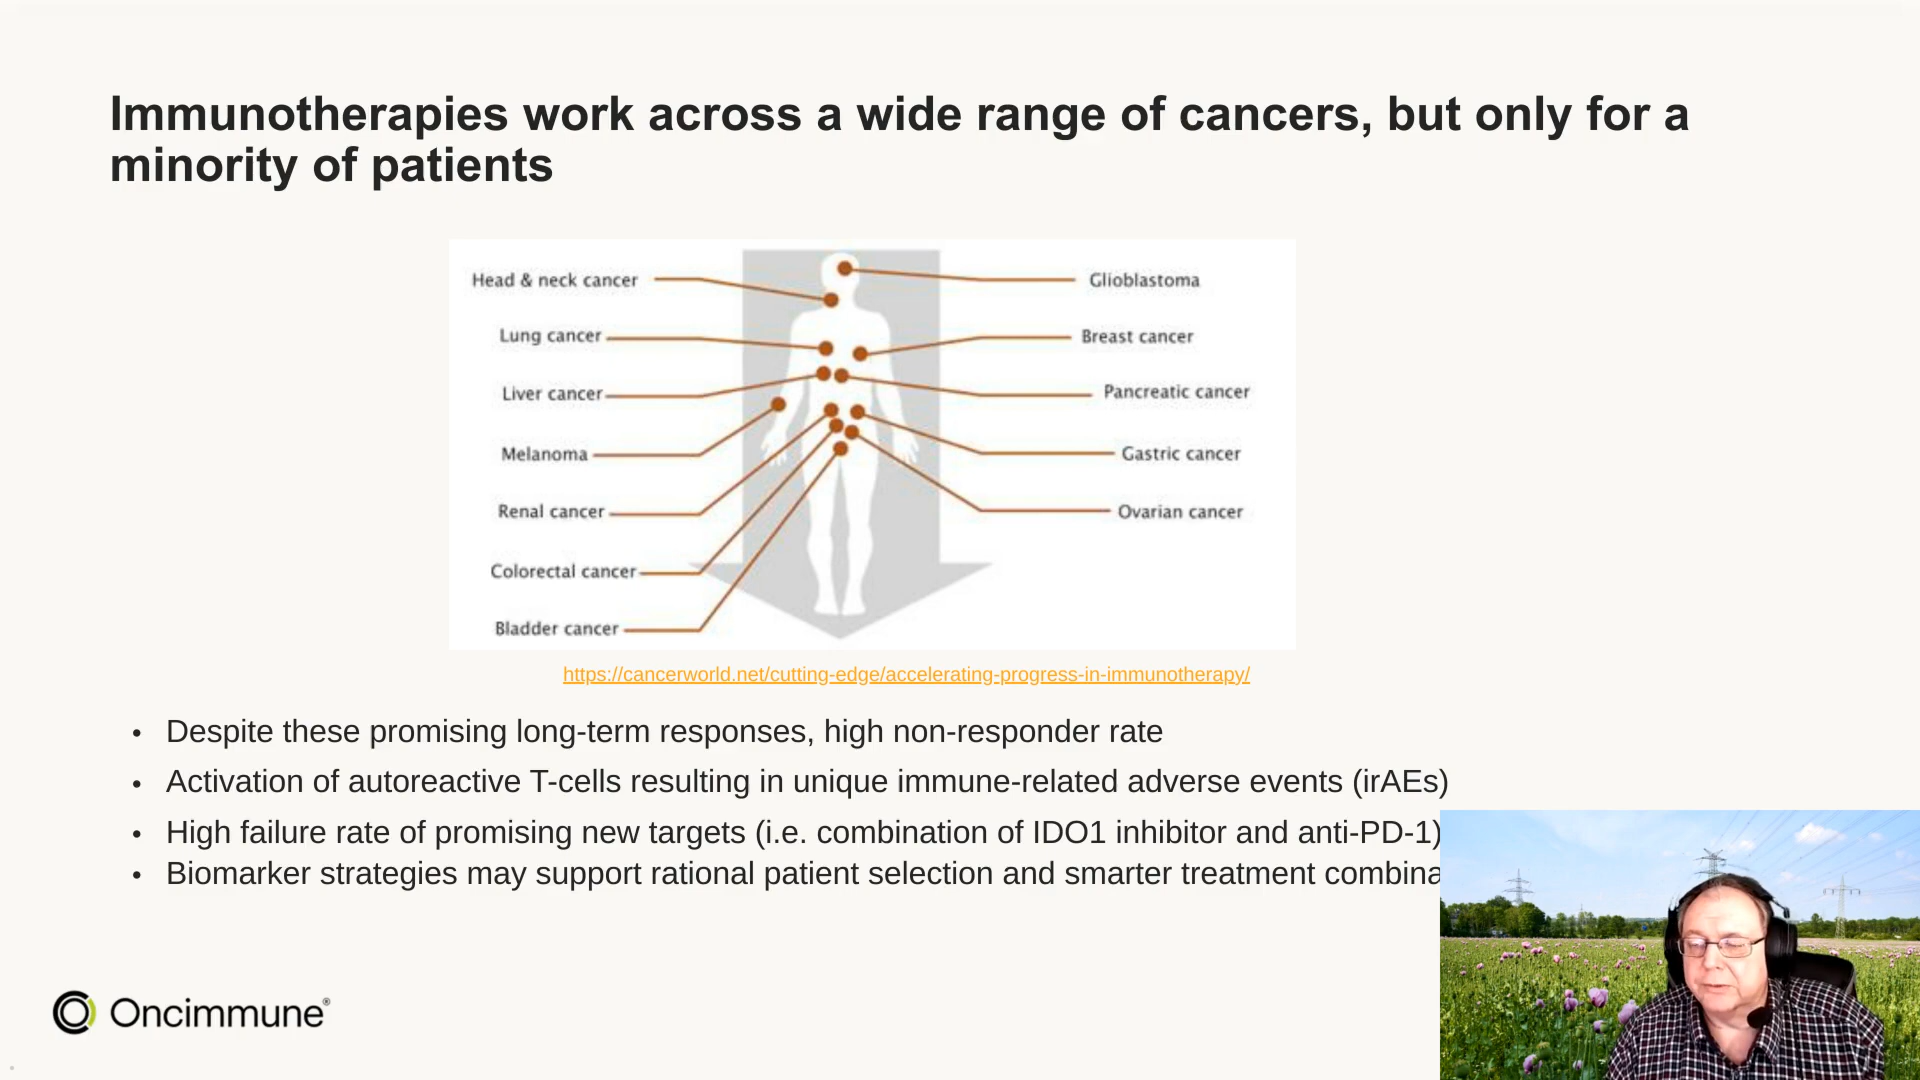 Immunotherapies work across a wide range of cancers, but only for a
minority of patients
Head & neck cancer
Glioblastoma
Lung cancer
Breast cancer
Liver cancer
Pancreatic cancer
Melanoma
Gastric cancer
Renal cancer
Ovarian cancer
Colorectal cancer
Bladder cancer
https://cancerworld.net/cutting-edge/accelerating-progress-in-immunotherapy/
• Despite these promising long-term responses, high non-responder rate
• Activation of autoreactive T-cells resulting in unique immune-related adverse events (irAEs)
• High failure rate of promising new targets (i.e. combination of IDO1 inhibitor and anti-PD-1)
• Biomarker strategies may support rational patient selection and smarter treatment combina
Oncimmune®